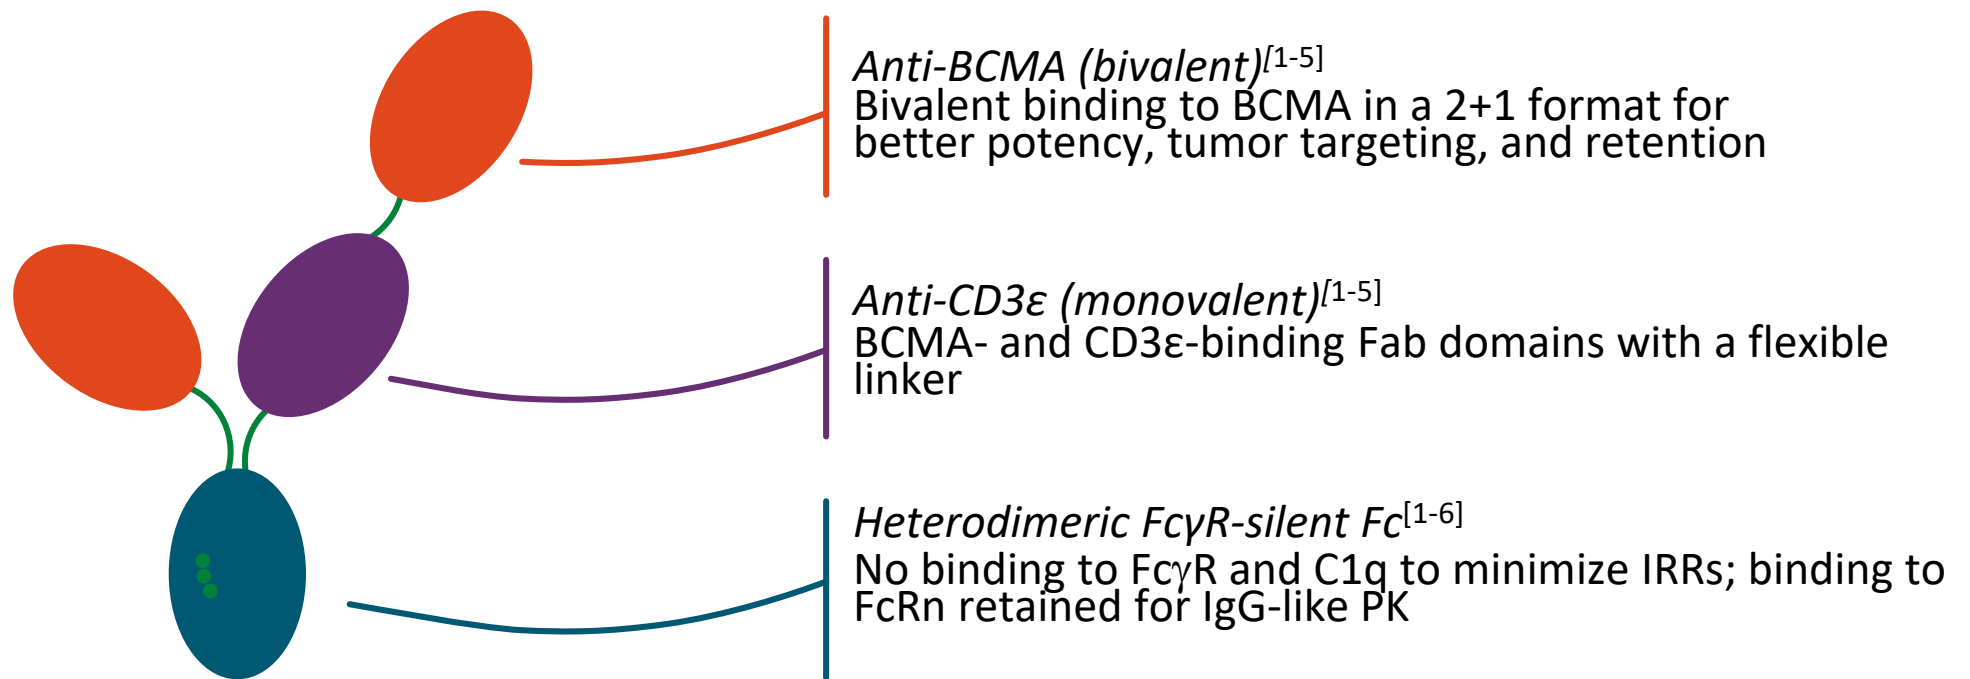 Anti-BCMA (bivalent)[1-5]
Bivalent binding to BCMA in a 2+1 format for
better potency, tumor targeting, and retention
Anti-CD3ε (monovalent)[1-5]
BCMA- and CD3ε-binding Fab domains with a flexible
linker
Heterodimeric FcγR-silent Fc[1-6]
No binding to FcγR and C1q to minimize IRRs; binding to
FcRn retained for IgG-like PK